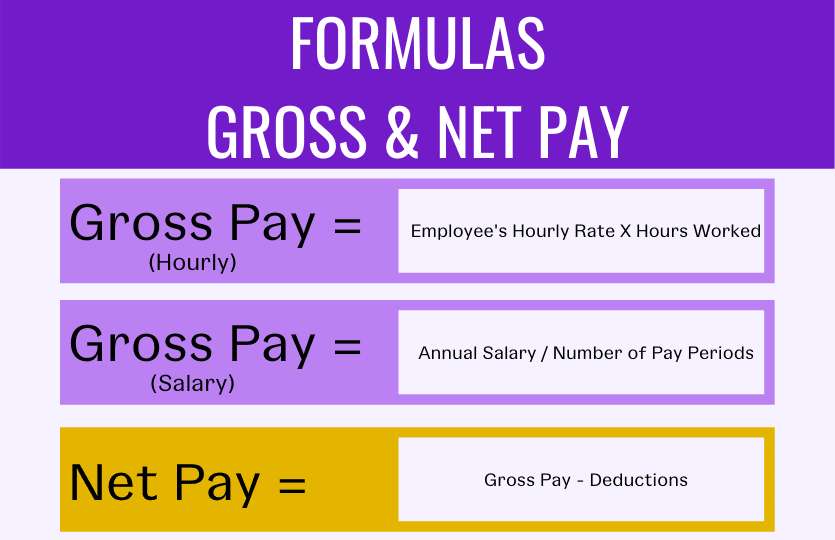 FORMULAS
GROSS & NET PAY
Gross Pay =
(Hourly)
Employee's Hourly Rate X Hours Worked
Gross Pay =
(Salary)
Annual Salary / Number of Pay Periods
Net Pay =
Gross Pay - Deductions